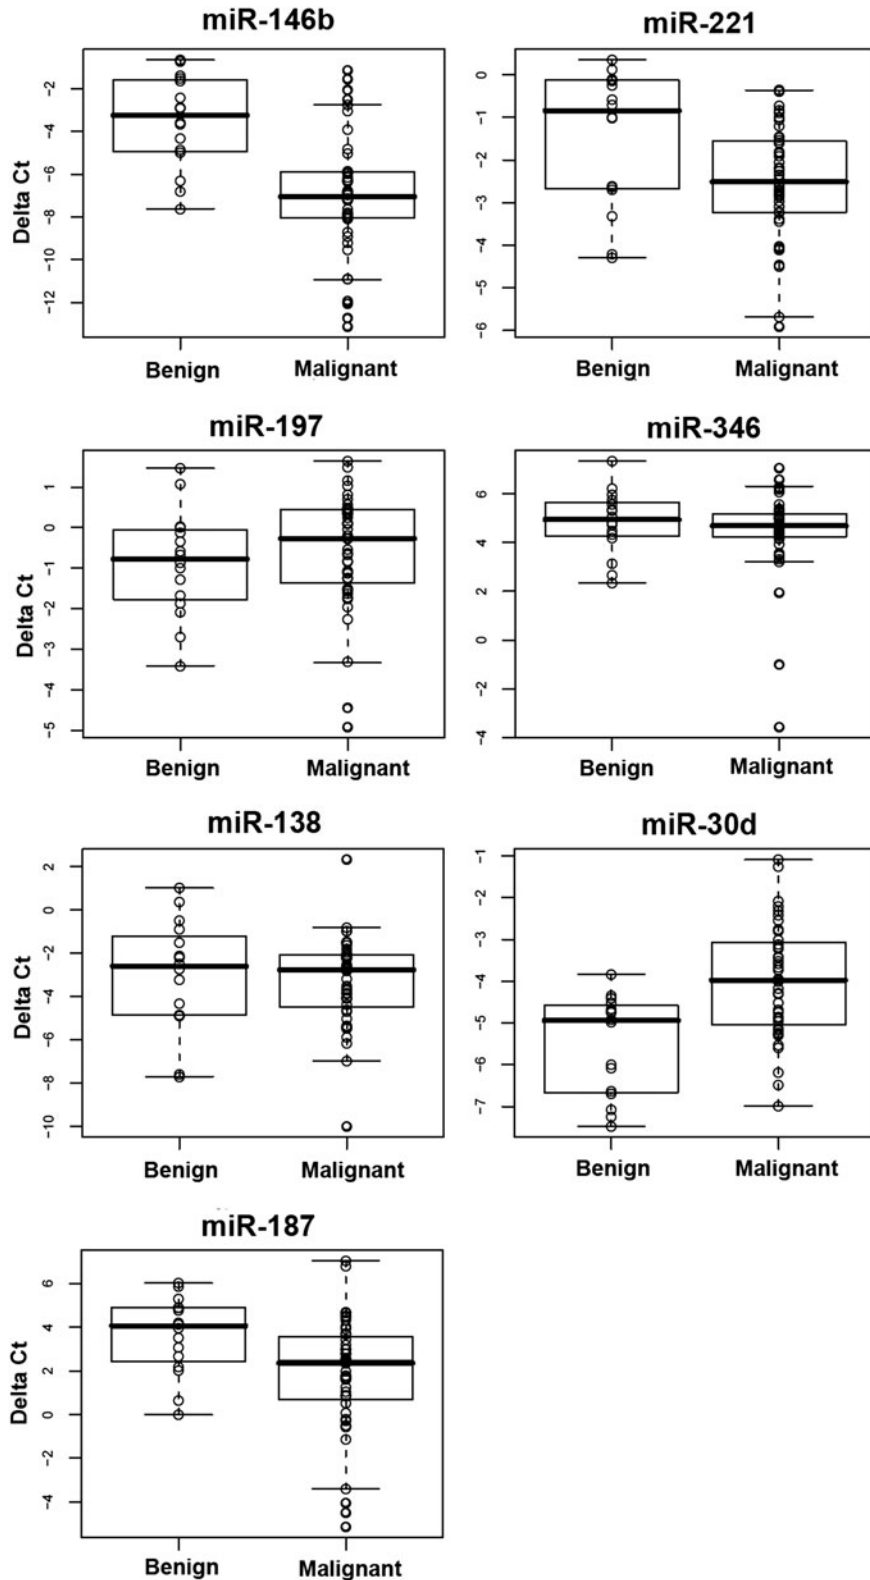 miR-146b
miR-221
Delta Ct
-2
-4
-6
-8
-10
-12
0
-1
-2
-3
-4
-5
-6
Benign
Malignant
Benign
Malignant
miR-197
miR-346
Delta Ct
1
0
-1
-2
-3
-4
-5
6
4
2
0
-2
-4
Benign
Malignant
Benign
Malignant
miR-138
miR-30d
Delta Ct
2
0
-2
-4
-6
-8
-10
-1
-3
-4
-5
-7
Benign
Malignant
Benign
Malignant
miR-187
Delta Ct
6
4
2
0
-2
-4
Benign
Malignant